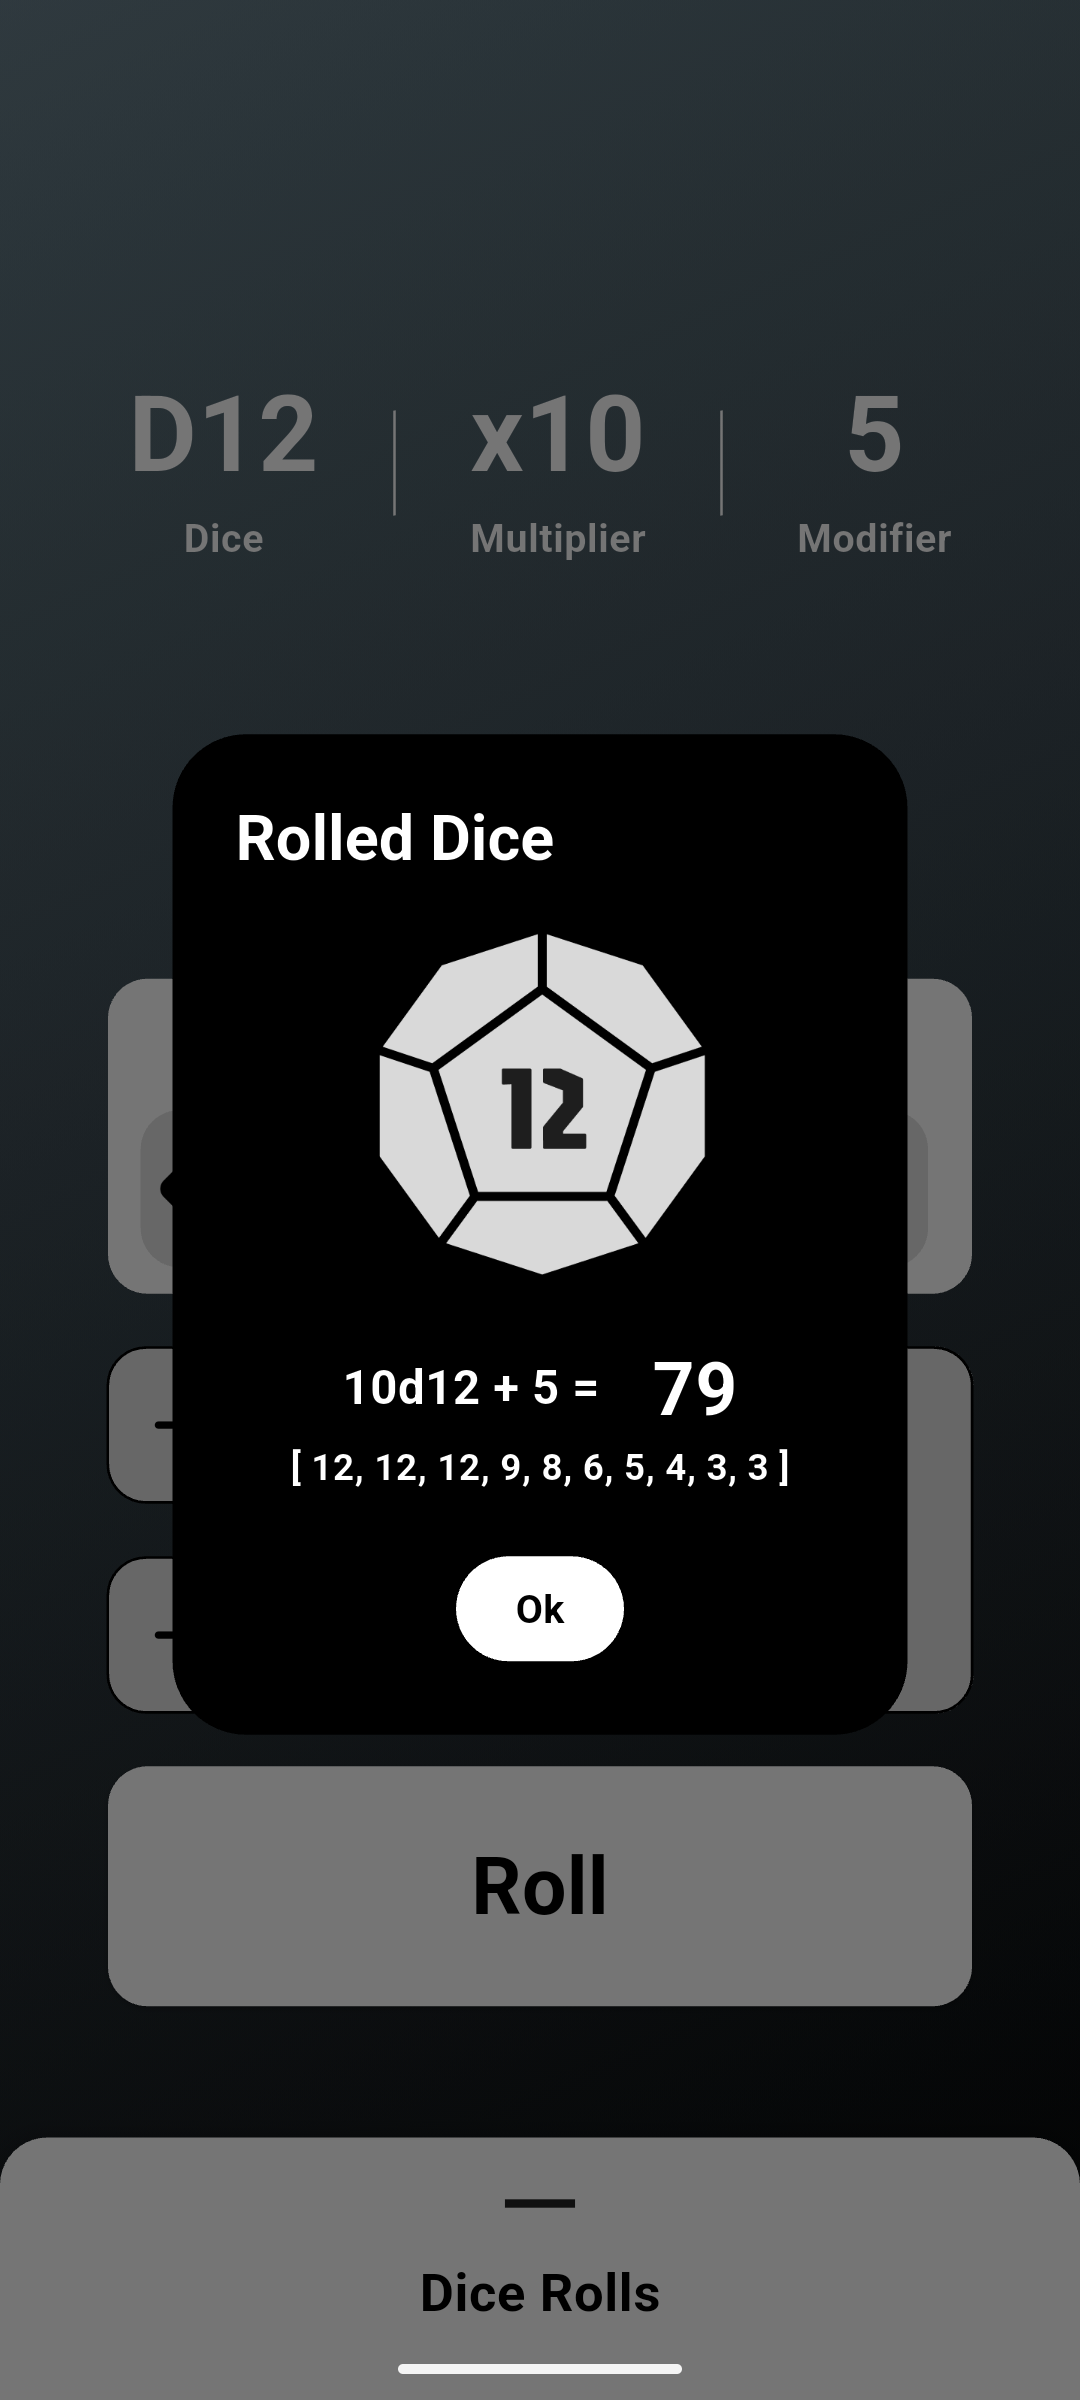 D12 x10 5
Dice Multiplier Modifier
Rolled Dice
12
10d12 + 5 = 79
[ 12, 12, 12, 9, 8, 6, 5, 4, 3, 3 ]
Ok
Roll
Dice Rolls